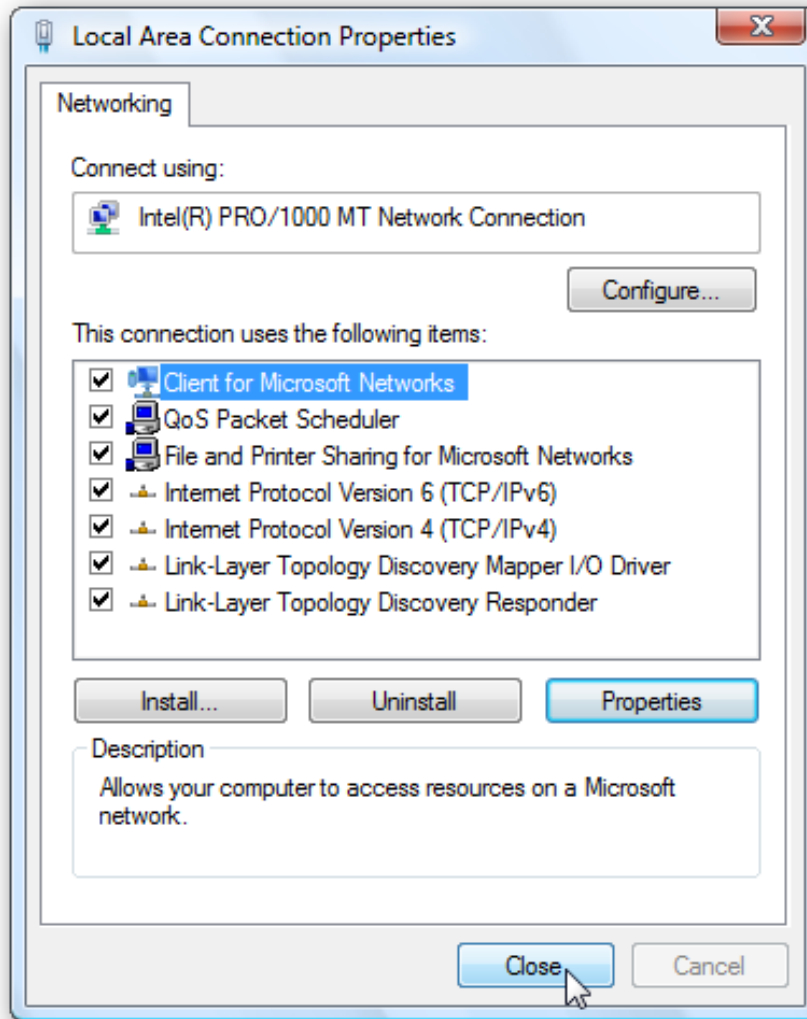 Local Area Connection Properties
Networking
Connect using:
Intel(R) PRO/1000 MT Network Connection
Configure...
This connection uses the following items:
Client for Microsoft Networks
QoS Packet Scheduler
File and Printer Sharing for Microsoft Networks
Internet Protocol Version 6 (TCP/IPv6)
Internet Protocol Version 4 (TCP/IPv4)
Link-Layer Topology Discovery Mapper I/O Driver
Link-Layer Topology Discovery Responder
Install... Uninstall Properties
Description
Allows your computer to access resources on a Microsoft
network.
Close Cancel